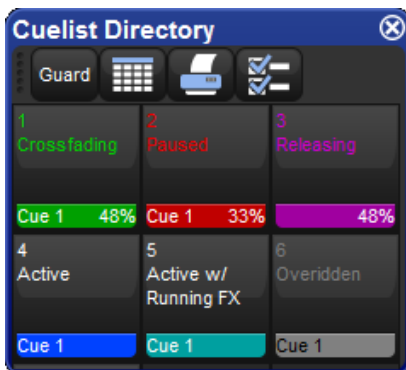 Cuelist Directory
Guard
1 2 3
Crossfading Paused Releasing
Cue 1 48% Cue 1 33% 48%
4 5 6
Active Active w/ Overidden
Running FX
Cue 1 Cue 1 Cue 1